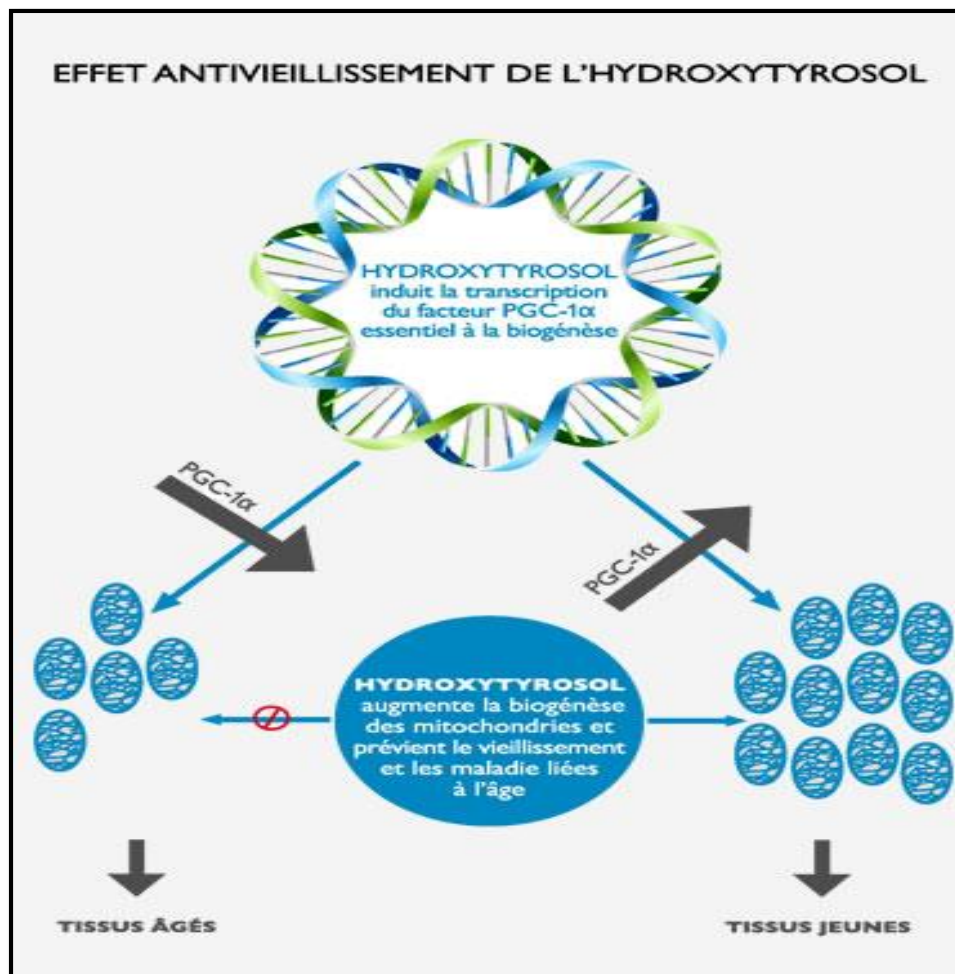 EFFET ANTIVIEILLISSEMENT DE L'HYDROXYTYROSOL
HYDROXYTYROSOL
induit la transcription
du facteur PGC-1α
essentiel à la biogénèse
PGC-1α
PGC-1α
HYDROXYTYROSOL
augmente la biogénèse
des mitochondries et
prévient le vieillissement
et les maladie liées
à l'âge
TISSUS ÂGÉS
TISSUS JEUNES